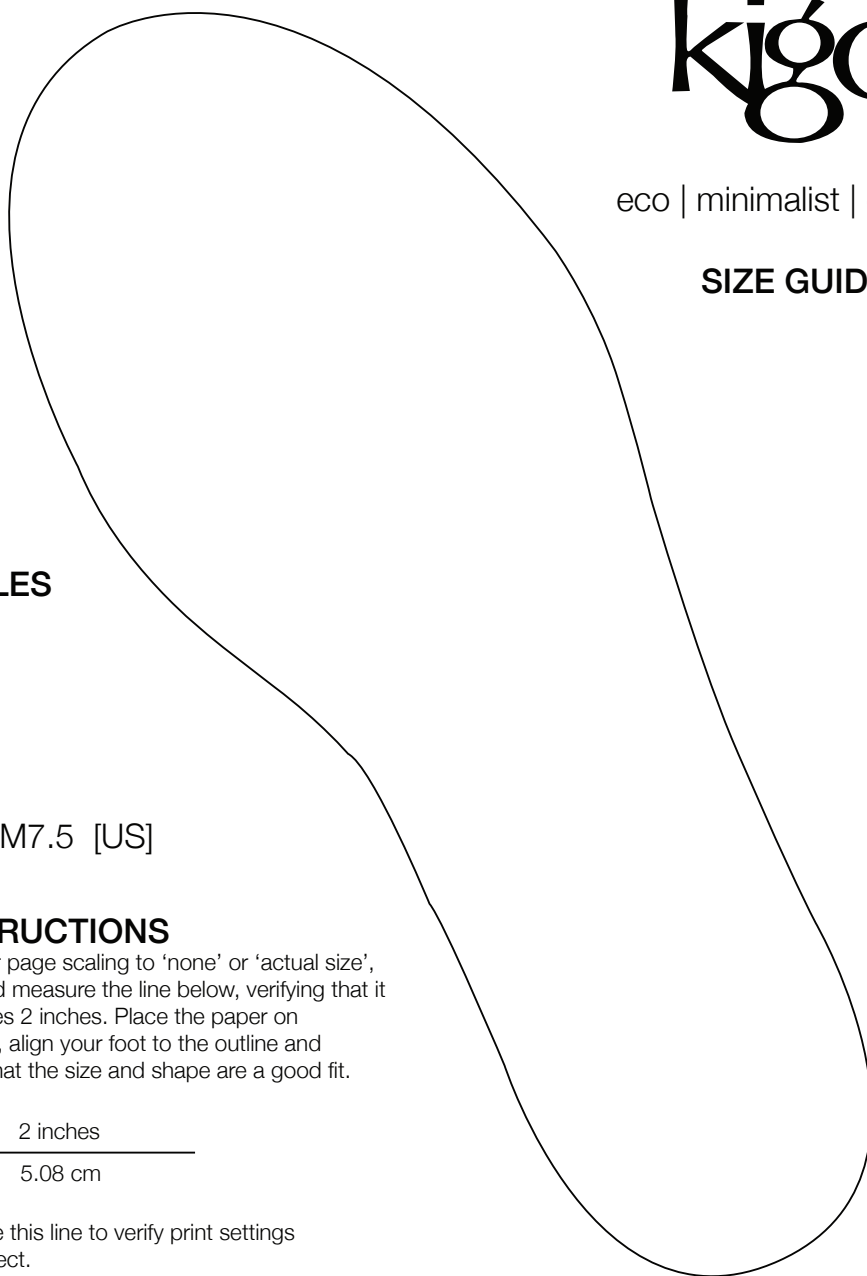 kigo
eco | minimalist |
SIZE GUID
LES
M7.5 [US]
RUCTIONS
page scaling to ‘none’ or ‘actual size’,
d measure the line below, verifying that it
es 2 inches. Place the paper on
, align your foot to the outline and
hat the size and shape are a good fit.
2 inches
5.08 cm
e this line to verify print settings
ect.